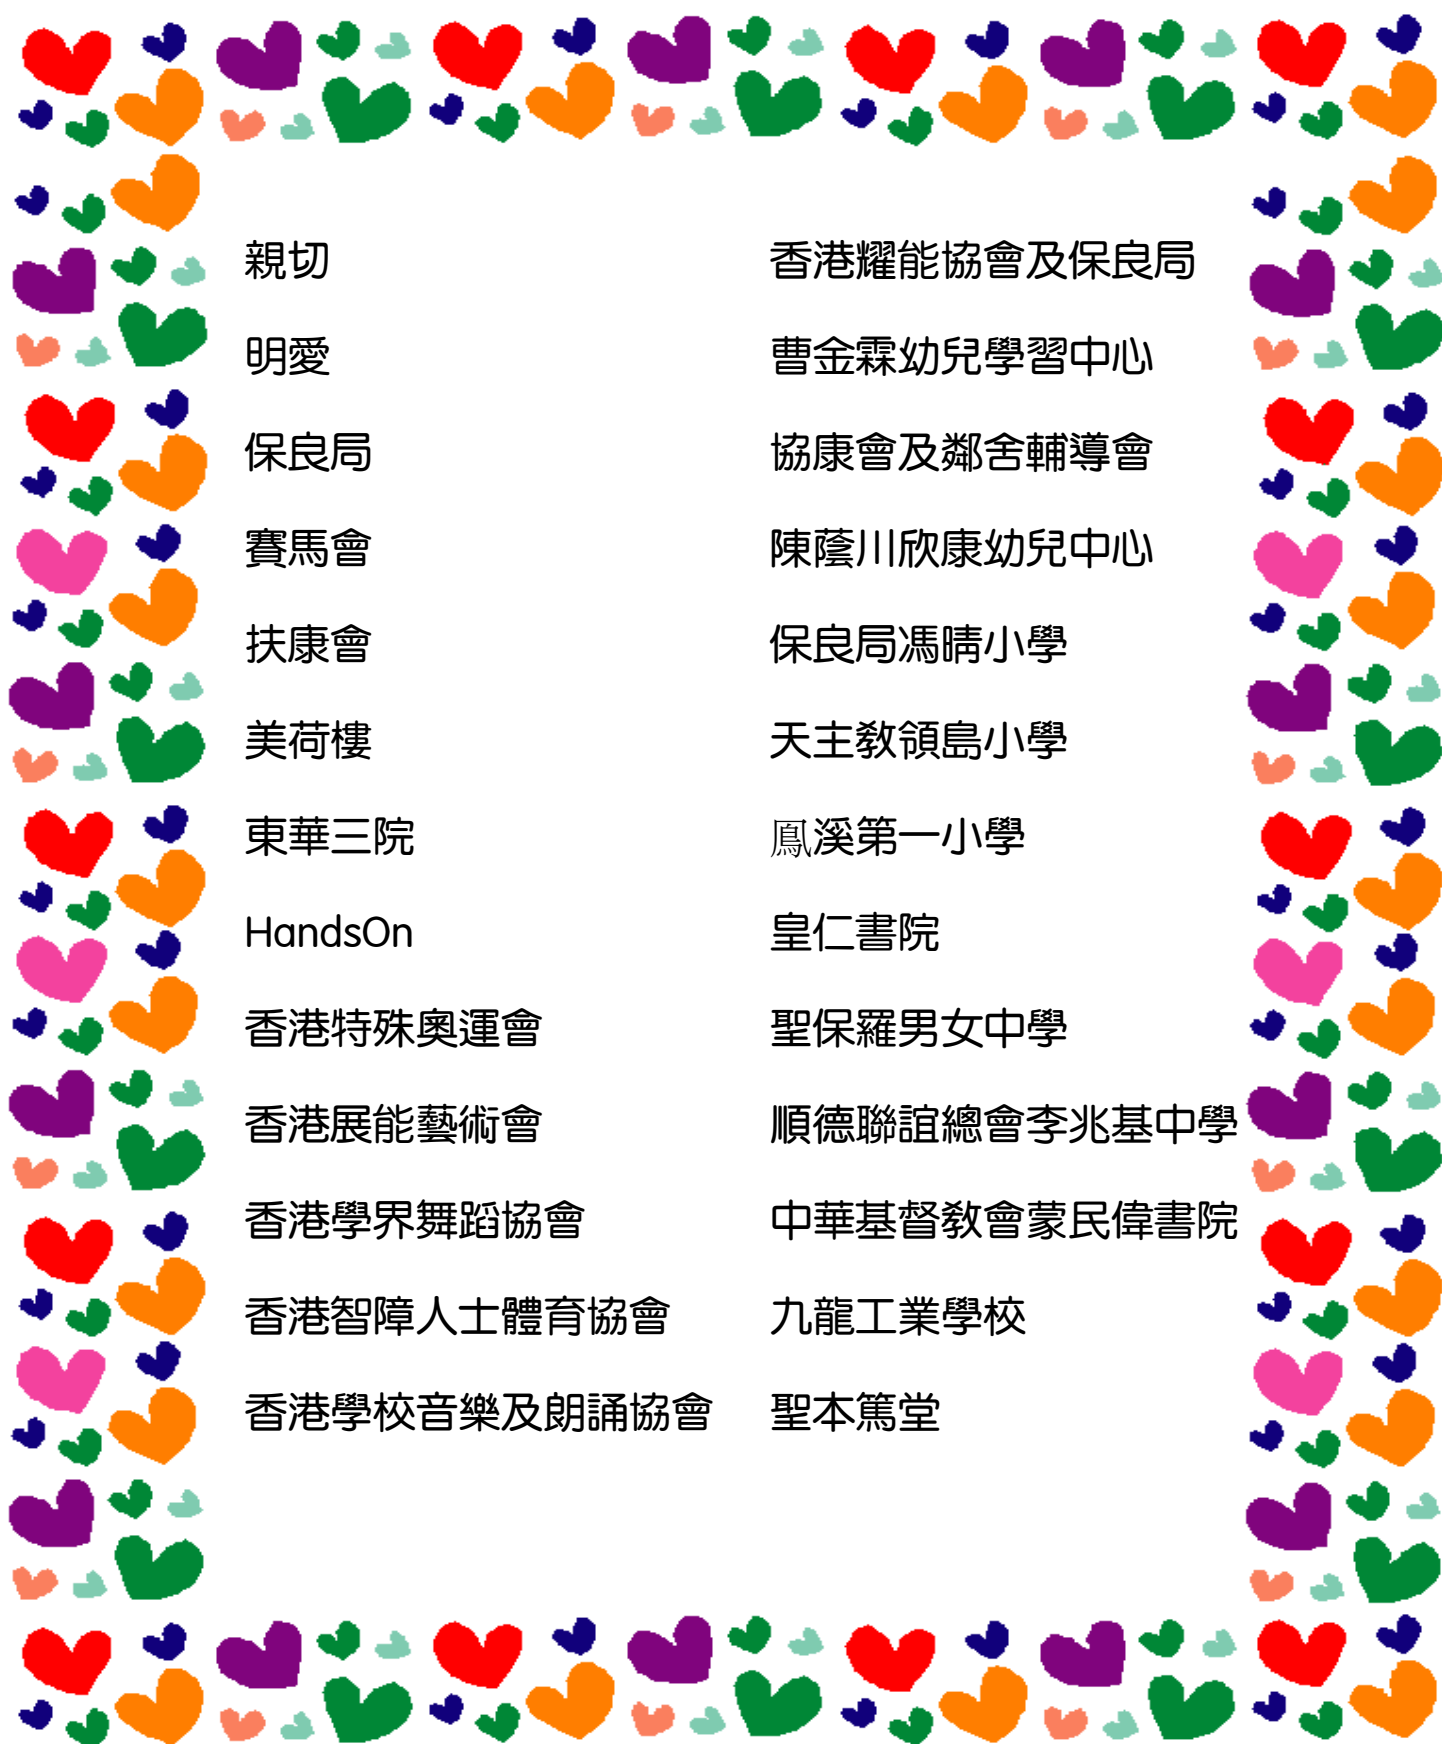 親切
明愛
保良局
賽馬會
扶康會
美荷樓
東華三院
HandsOn
香港特殊奧運會
香港展能藝術會
香港學界舞蹈協會
香港智障人士體育協會
香港學校音樂及朗誦協會
香港耀能協會及保良局
曹金霖幼兒學習中心
協康會及鄰舍輔導會
陳蔭川欣康幼兒中心
保良局馮晴小學
天主教領島小學
鳳溪第一小學
皇仁書院
聖保羅男女中學
順德聯誼總會李兆基中學
中華基督教會蒙民偉書院
九龍工業學校
聖本篤堂